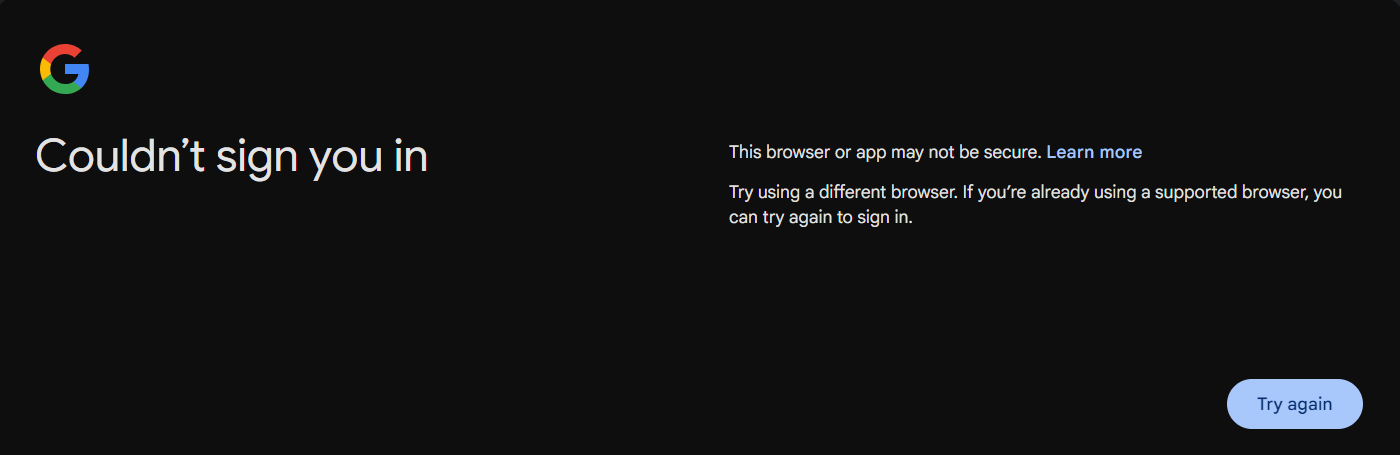 Couldn’t sign you in
This browser or app may not be secure. Learn more
Try using a different browser. If you’re already using a supported browser, you
can try again to sign in.
Try again